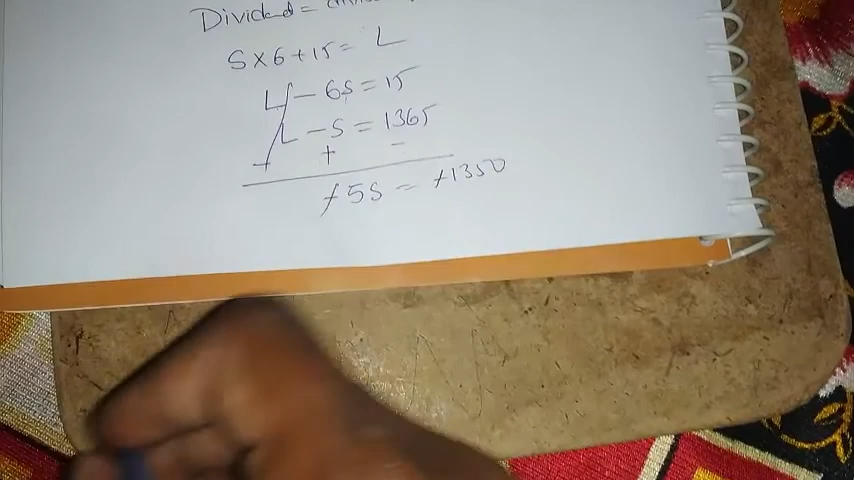 Dividend =
S×6+15 = L
L - 6S = 15
L - S = 1365
- + -
+5S = +1350